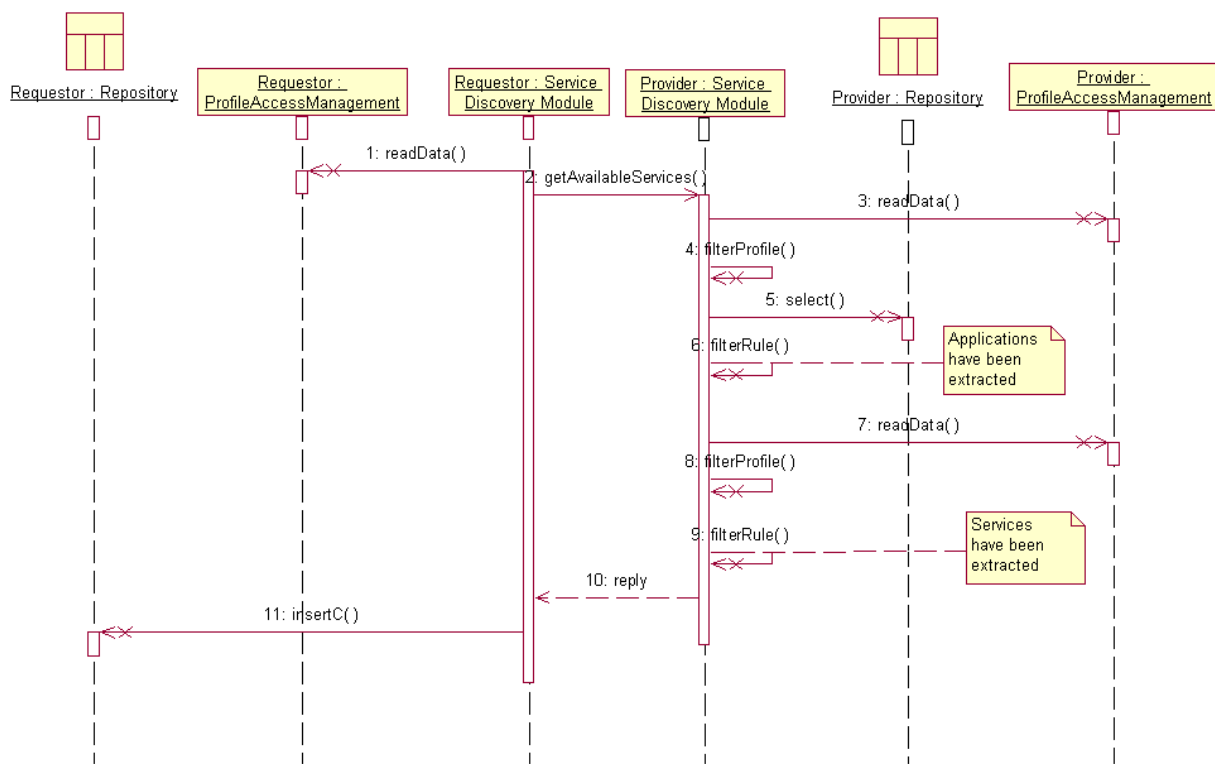 Requestor : Repository
Requestor :
ProfileAccessManagement
Requestor : Service
Discovery Module
Provider : Service
Discovery Module
Provider : Repository
Provider :
ProfileAccessManagement
1: readData( )
2: getAvailableServices( )
3: readData( )
4: filterProfile( )
5: select( )
6: filterRule( )
Applications
have been
extracted
7: readData( )
8: filterProfile( )
9: filterRule( )
Services
have been
extracted
10: reply
11: insertC( )